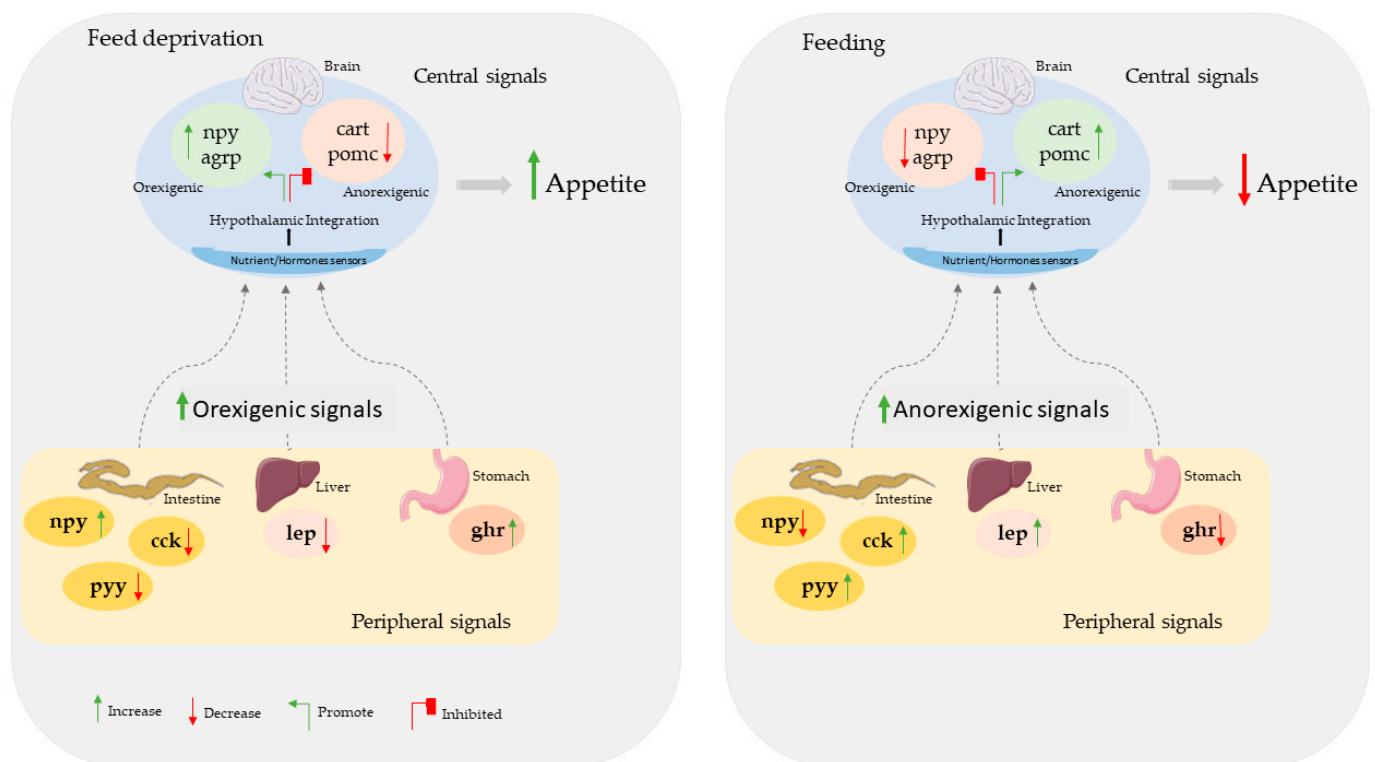 Feed deprivation
Brain
Central signals
npy
agrp
cart
pomc
Orexigenic
Anorexigenic
Appetite
Hypothalamic Integration
Nutrient/Hormones sensors
Orexigenic signals
Intestine
Liver
Stomach
npy
cck
pyy
lep
ghr
Peripheral signals
Increase
Decrease
Promote
Inhibited
Feeding
Brain
Central signals
npy
agrp
cart
pomc
Orexigenic
Anorexigenic
Appetite
Hypothalamic Integration
Nutrient/Hormones sensors
Anorexigenic signals
Intestine
Liver
Stomach
npy
cck
pyy
lep
ghr
Peripheral signals